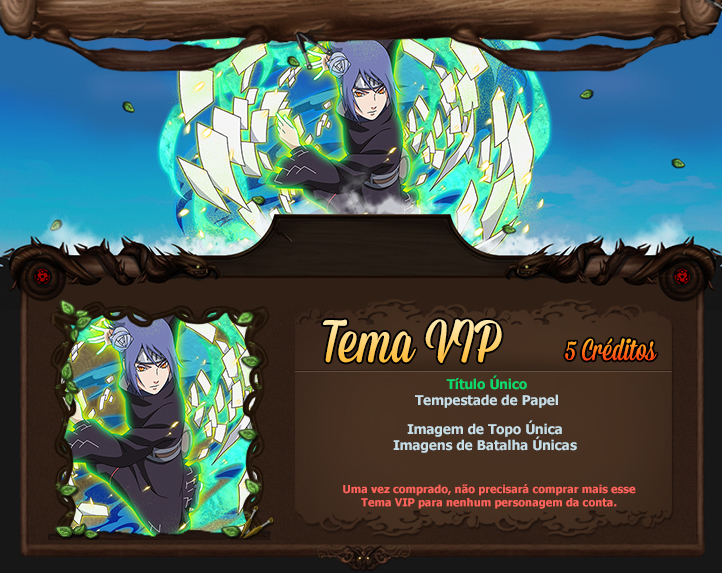 Tema VIP
5 Créditos
Título Único
Tempestade de Papel
Imagem de Topo Única
Imagens de Batalha Únicas
Uma vez comprado, não precisará comprar mais esse
Tema VIP para nenhum personagem da conta.